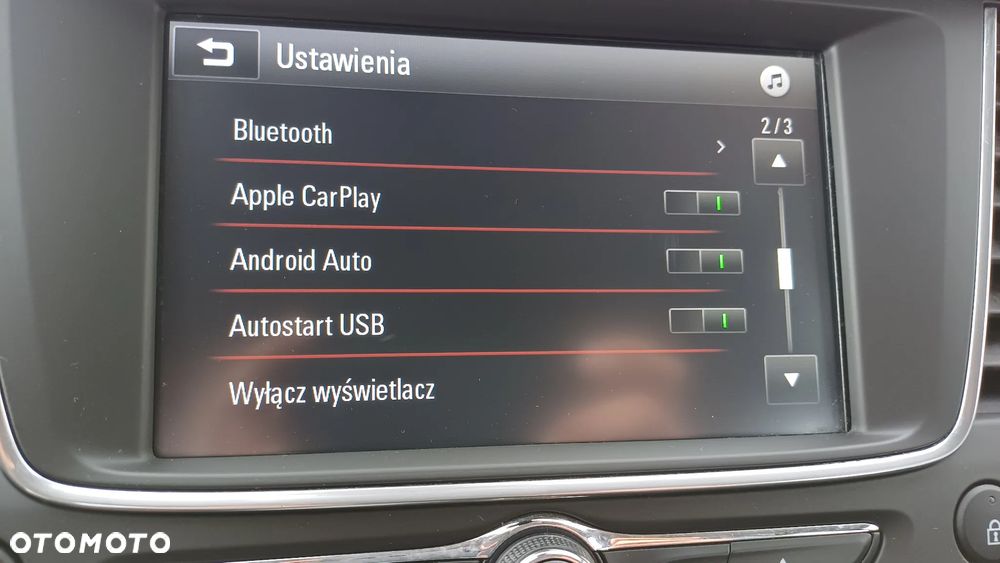 Ustawienia
2/3
Bluetooth
Apple CarPlay
Android Auto
Autostart USB
Wyłącz wyświetlacz
OTOMOTO